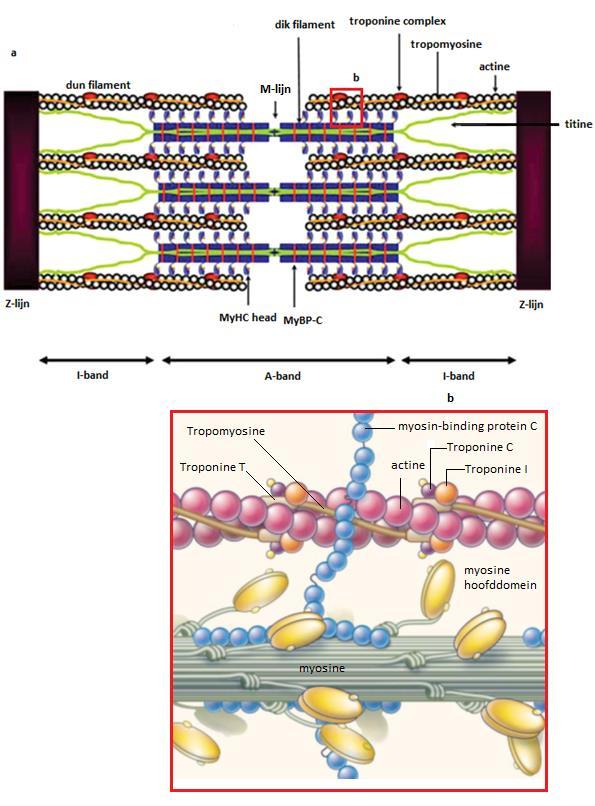 dik filament
troponine complex
a
tropomyosine
actine
dun filament
M-lijn
b
titine
Z-lijn
Z-lijn
MyHC head
MyBP-C
I-band
A-band
I-band
b
Tropomyosine
myosin-binding protein C
Troponine C
Troponine T
actine
Troponine I
myosine
hoofddomein
myosine